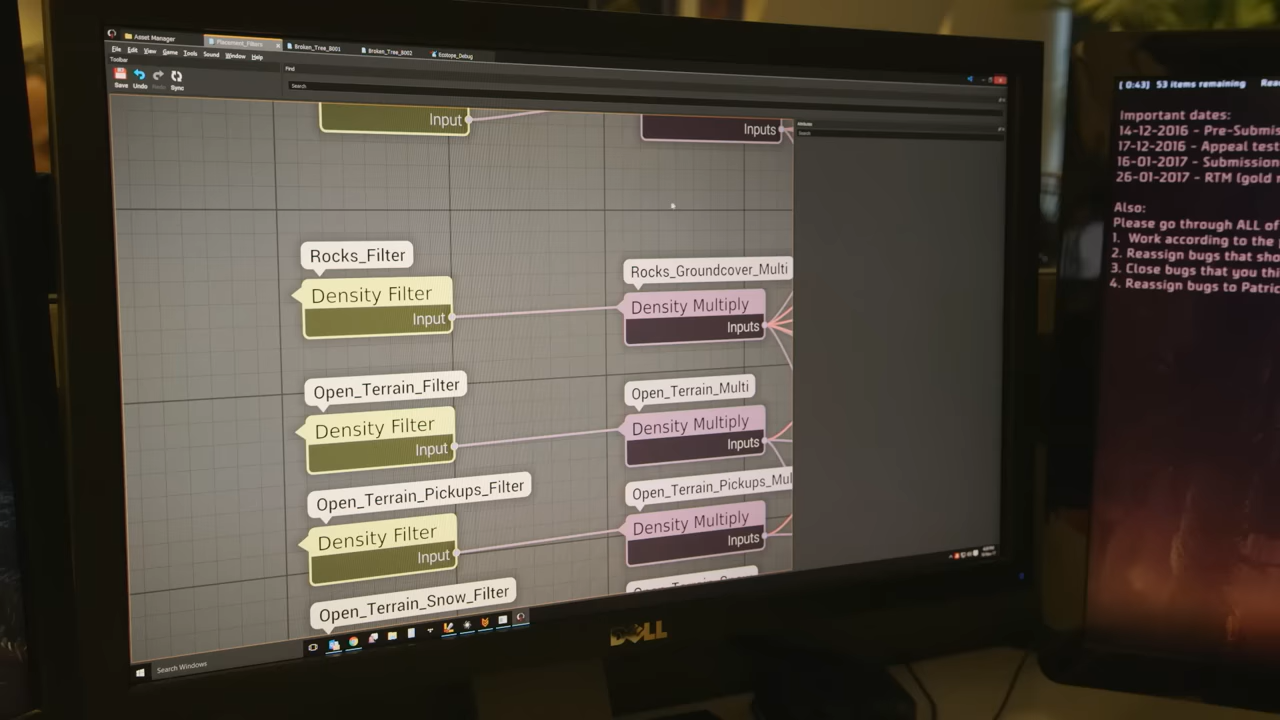 Asset Manager
Placement_Filters
Broken_Tree_B001
Broken_Tree_B002
Ecotope_Debug
File Edit View Game Tools Sound Window Help
Toolbar
Save Undo Redo Sync
Find
Search
Attributes
Search
Input
Inputs
Rocks_Filter
Density Filter
Input
Rocks_Groundcover_Multi
Density Multiply
Inputs
Open_Terrain_Filter
Density Filter
Input
Open_Terrain_Multi
Density Multiply
Inputs
Open_Terrain_Pickups_Filter
Density Filter
Input
Open_Terrain_Pickups_Mul
Density Multiply
Inputs
Open_Terrain_Snow_Filter
Search Windows
DELL
[ 0:43] 53 items remaining
Important dates:
14-12-2016 - Pre-Submis
17-12-2016 - Appeal test
16-01-2017 - Submission
26-01-2017 - RTM (gold
Also:
Please go through ALL of
1. Work according to the
2. Reassign bugs that sho
3. Close bugs that you thi
4. Reassign bugs to Patric